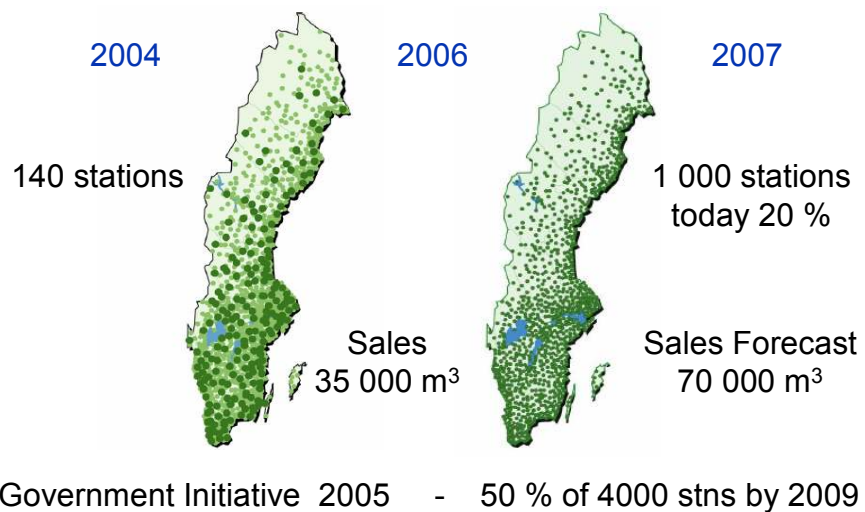 2004
2006
2007
140 stations
1 000 stations
today 20 %
Sales
35 000 m³
Sales Forecast
70 000 m³
Government Initiative 2005 - 50 % of 4000 stns by 2009